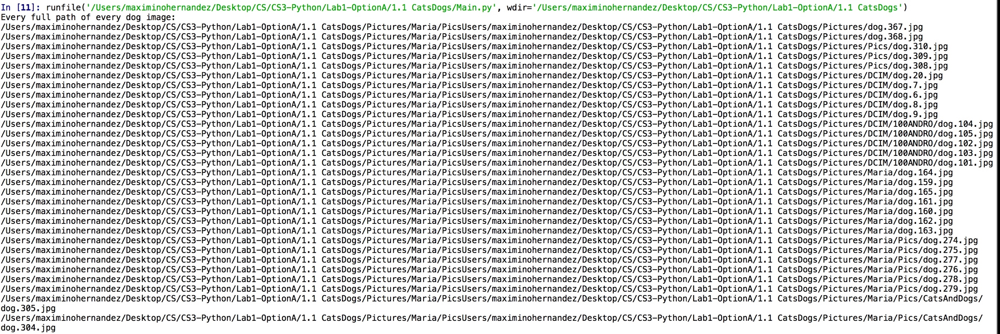 In [11]: runfile('/Users/maximinohernandez/Desktop/CS/CS3-Python/Lab1-OptionA/1.1 CatsDogs/Main.py', wdir='/Users/maximinohernandez/Desktop/CS/CS3-Python/Lab1-OptionA/1.1 CatsDogs')
Every full path of every dog image:
/Users/maximinohernandez/Desktop/CS/CS3-Python/Lab1-OptionA/1.1 CatsDogs/Pictures/Maria/PicsUsers/maximinohernandez/Desktop/CS/CS3-Python/Lab1-OptionA/1.1 CatsDogs/Pictures/dog.367.jpg
/Users/maximinohernandez/Desktop/CS/CS3-Python/Lab1-OptionA/1.1 CatsDogs/Pictures/Maria/PicsUsers/maximinohernandez/Desktop/CS/CS3-Python/Lab1-OptionA/1.1 CatsDogs/Pictures/dog.368.jpg
/Users/maximinohernandez/Desktop/CS/CS3-Python/Lab1-OptionA/1.1 CatsDogs/Pictures/Maria/PicsUsers/maximinohernandez/Desktop/CS/CS3-Python/Lab1-OptionA/1.1 CatsDogs/Pictures/Pics/dog.310.jpg
/Users/maximinohernandez/Desktop/CS/CS3-Python/Lab1-OptionA/1.1 CatsDogs/Pictures/Maria/PicsUsers/maximinohernandez/Desktop/CS/CS3-Python/Lab1-OptionA/1.1 CatsDogs/Pictures/Pics/dog.309.jpg
/Users/maximinohernandez/Desktop/CS/CS3-Python/Lab1-OptionA/1.1 CatsDogs/Pictures/Maria/PicsUsers/maximinohernandez/Desktop/CS/CS3-Python/Lab1-OptionA/1.1 CatsDogs/Pictures/Pics/dog.308.jpg
/Users/maximinohernandez/Desktop/CS/CS3-Python/Lab1-OptionA/1.1 CatsDogs/Pictures/Maria/PicsUsers/maximinohernandez/Desktop/CS/CS3-Python/Lab1-OptionA/1.1 CatsDogs/Pictures/DCIM/dog.20.jpg
/Users/maximinohernandez/Desktop/CS/CS3-Python/Lab1-OptionA/1.1 CatsDogs/Pictures/Maria/PicsUsers/maximinohernandez/Desktop/CS/CS3-Python/Lab1-OptionA/1.1 CatsDogs/Pictures/DCIM/dog.7.jpg
/Users/maximinohernandez/Desktop/CS/CS3-Python/Lab1-OptionA/1.1 CatsDogs/Pictures/Maria/PicsUsers/maximinohernandez/Desktop/CS/CS3-Python/Lab1-OptionA/1.1 CatsDogs/Pictures/DCIM/dog.6.jpg
/Users/maximinohernandez/Desktop/CS/CS3-Python/Lab1-OptionA/1.1 CatsDogs/Pictures/Maria/PicsUsers/maximinohernandez/Desktop/CS/CS3-Python/Lab1-OptionA/1.1 CatsDogs/Pictures/DCIM/dog.8.jpg
/Users/maximinohernandez/Desktop/CS/CS3-Python/Lab1-OptionA/1.1 CatsDogs/Pictures/Maria/PicsUsers/maximinohernandez/Desktop/CS/CS3-Python/Lab1-OptionA/1.1 CatsDogs/Pictures/DCIM/dog.9.jpg
/Users/maximinohernandez/Desktop/CS/CS3-Python/Lab1-OptionA/1.1 CatsDogs/Pictures/Maria/PicsUsers/maximinohernandez/Desktop/CS/CS3-Python/Lab1-OptionA/1.1 CatsDogs/Pictures/DCIM/100ANDRO/dog.104.jpg
/Users/maximinohernandez/Desktop/CS/CS3-Python/Lab1-OptionA/1.1 CatsDogs/Pictures/Maria/PicsUsers/maximinohernandez/Desktop/CS/CS3-Python/Lab1-OptionA/1.1 CatsDogs/Pictures/DCIM/100ANDRO/dog.105.jpg
/Users/maximinohernandez/Desktop/CS/CS3-Python/Lab1-OptionA/1.1 CatsDogs/Pictures/Maria/PicsUsers/maximinohernandez/Desktop/CS/CS3-Python/Lab1-OptionA/1.1 CatsDogs/Pictures/DCIM/100ANDRO/dog.102.jpg
/Users/maximinohernandez/Desktop/CS/CS3-Python/Lab1-OptionA/1.1 CatsDogs/Pictures/Maria/PicsUsers/maximinohernandez/Desktop/CS/CS3-Python/Lab1-OptionA/1.1 CatsDogs/Pictures/DCIM/100ANDRO/dog.103.jpg
/Users/maximinohernandez/Desktop/CS/CS3-Python/Lab1-OptionA/1.1 CatsDogs/Pictures/Maria/PicsUsers/maximinohernandez/Desktop/CS/CS3-Python/Lab1-OptionA/1.1 CatsDogs/Pictures/DCIM/100ANDRO/dog.101.jpg
/Users/maximinohernandez/Desktop/CS/CS3-Python/Lab1-OptionA/1.1 CatsDogs/Pictures/Maria/PicsUsers/maximinohernandez/Desktop/CS/CS3-Python/Lab1-OptionA/1.1 CatsDogs/Pictures/Maria/dog.164.jpg
/Users/maximinohernandez/Desktop/CS/CS3-Python/Lab1-OptionA/1.1 CatsDogs/Pictures/Maria/PicsUsers/maximinohernandez/Desktop/CS/CS3-Python/Lab1-OptionA/1.1 CatsDogs/Pictures/Maria/dog.159.jpg
/Users/maximinohernandez/Desktop/CS/CS3-Python/Lab1-OptionA/1.1 CatsDogs/Pictures/Maria/PicsUsers/maximinohernandez/Desktop/CS/CS3-Python/Lab1-OptionA/1.1 CatsDogs/Pictures/Maria/dog.165.jpg
/Users/maximinohernandez/Desktop/CS/CS3-Python/Lab1-OptionA/1.1 CatsDogs/Pictures/Maria/PicsUsers/maximinohernandez/Desktop/CS/CS3-Python/Lab1-OptionA/1.1 CatsDogs/Pictures/Maria/dog.161.jpg
/Users/maximinohernandez/Desktop/CS/CS3-Python/Lab1-OptionA/1.1 CatsDogs/Pictures/Maria/PicsUsers/maximinohernandez/Desktop/CS/CS3-Python/Lab1-OptionA/1.1 CatsDogs/Pictures/Maria/dog.160.jpg
/Users/maximinohernandez/Desktop/CS/CS3-Python/Lab1-OptionA/1.1 CatsDogs/Pictures/Maria/PicsUsers/maximinohernandez/Desktop/CS/CS3-Python/Lab1-OptionA/1.1 CatsDogs/Pictures/Maria/dog.162.jpg
/Users/maximinohernandez/Desktop/CS/CS3-Python/Lab1-OptionA/1.1 CatsDogs/Pictures/Maria/PicsUsers/maximinohernandez/Desktop/CS/CS3-Python/Lab1-OptionA/1.1 CatsDogs/Pictures/Maria/dog.163.jpg
/Users/maximinohernandez/Desktop/CS/CS3-Python/Lab1-OptionA/1.1 CatsDogs/Pictures/Maria/PicsUsers/maximinohernandez/Desktop/CS/CS3-Python/Lab1-OptionA/1.1 CatsDogs/Pictures/Maria/Pics/dog.274.jpg
/Users/maximinohernandez/Desktop/CS/CS3-Python/Lab1-OptionA/1.1 CatsDogs/Pictures/Maria/PicsUsers/maximinohernandez/Desktop/CS/CS3-Python/Lab1-OptionA/1.1 CatsDogs/Pictures/Maria/Pics/dog.275.jpg
/Users/maximinohernandez/Desktop/CS/CS3-Python/Lab1-OptionA/1.1 CatsDogs/Pictures/Maria/PicsUsers/maximinohernandez/Desktop/CS/CS3-Python/Lab1-OptionA/1.1 CatsDogs/Pictures/Maria/Pics/dog.277.jpg
/Users/maximinohernandez/Desktop/CS/CS3-Python/Lab1-OptionA/1.1 CatsDogs/Pictures/Maria/PicsUsers/maximinohernandez/Desktop/CS/CS3-Python/Lab1-OptionA/1.1 CatsDogs/Pictures/Maria/Pics/dog.276.jpg
/Users/maximinohernandez/Desktop/CS/CS3-Python/Lab1-OptionA/1.1 CatsDogs/Pictures/Maria/PicsUsers/maximinohernandez/Desktop/CS/CS3-Python/Lab1-OptionA/1.1 CatsDogs/Pictures/Maria/Pics/dog.278.jpg
/Users/maximinohernandez/Desktop/CS/CS3-Python/Lab1-OptionA/1.1 CatsDogs/Pictures/Maria/PicsUsers/maximinohernandez/Desktop/CS/CS3-Python/Lab1-OptionA/1.1 CatsDogs/Pictures/Maria/Pics/dog.279.jpg
/Users/maximinohernandez/Desktop/CS/CS3-Python/Lab1-OptionA/1.1 CatsDogs/Pictures/Maria/PicsUsers/maximinohernandez/Desktop/CS/CS3-Python/Lab1-OptionA/1.1 CatsDogs/Pictures/Maria/Pics/CatsAndDogs/
dog.305.jpg
/Users/maximinohernandez/Desktop/CS/CS3-Python/Lab1-OptionA/1.1 CatsDogs/Pictures/Maria/PicsUsers/maximinohernandez/Desktop/CS/CS3-Python/Lab1-OptionA/1.1 CatsDogs/Pictures/Maria/Pics/CatsAndDogs/
dog.304.jpg